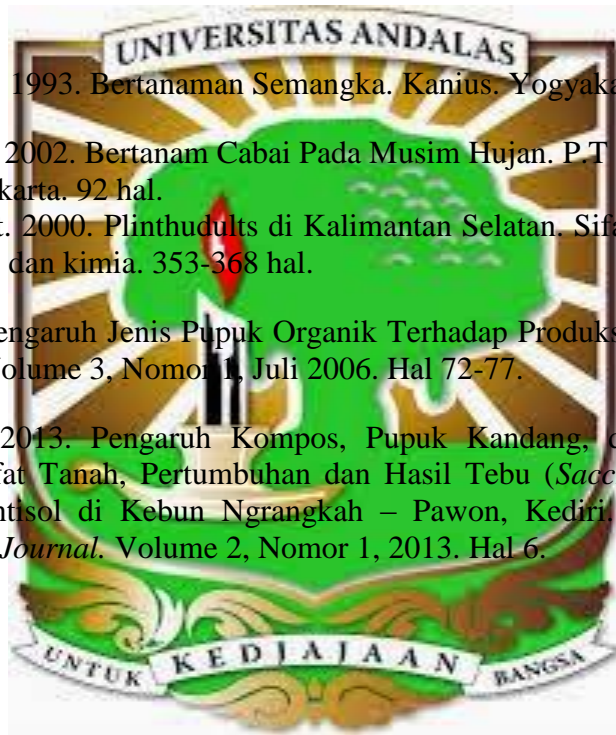 UNIVERSITAS ANDALAS
1993. Bertanaman Semangka. Kanius. Yogyaka
2002. Bertanam Cabai Pada Musim Hujan. P.T
karta. 92 hal.
t. 2000. Plinthudults di Kalimantan Selatan. Sifa
dan kimia. 353-368 hal.
engaruh Jenis Pupuk Organik Terhadap Produks
Volume 3, Nomor 1, Juli 2006. Hal 72-77.
2013. Pengaruh Kompos, Pupuk Kandang, d
fat Tanah, Pertumbuhan dan Hasil Tebu (Sacc
ntisol di Kebun Ngrangkah – Pawon, Kediri.
Journal. Volume 2, Nomor 1, 2013. Hal 6.
UNTUK KEDJAJAAN BANGSA